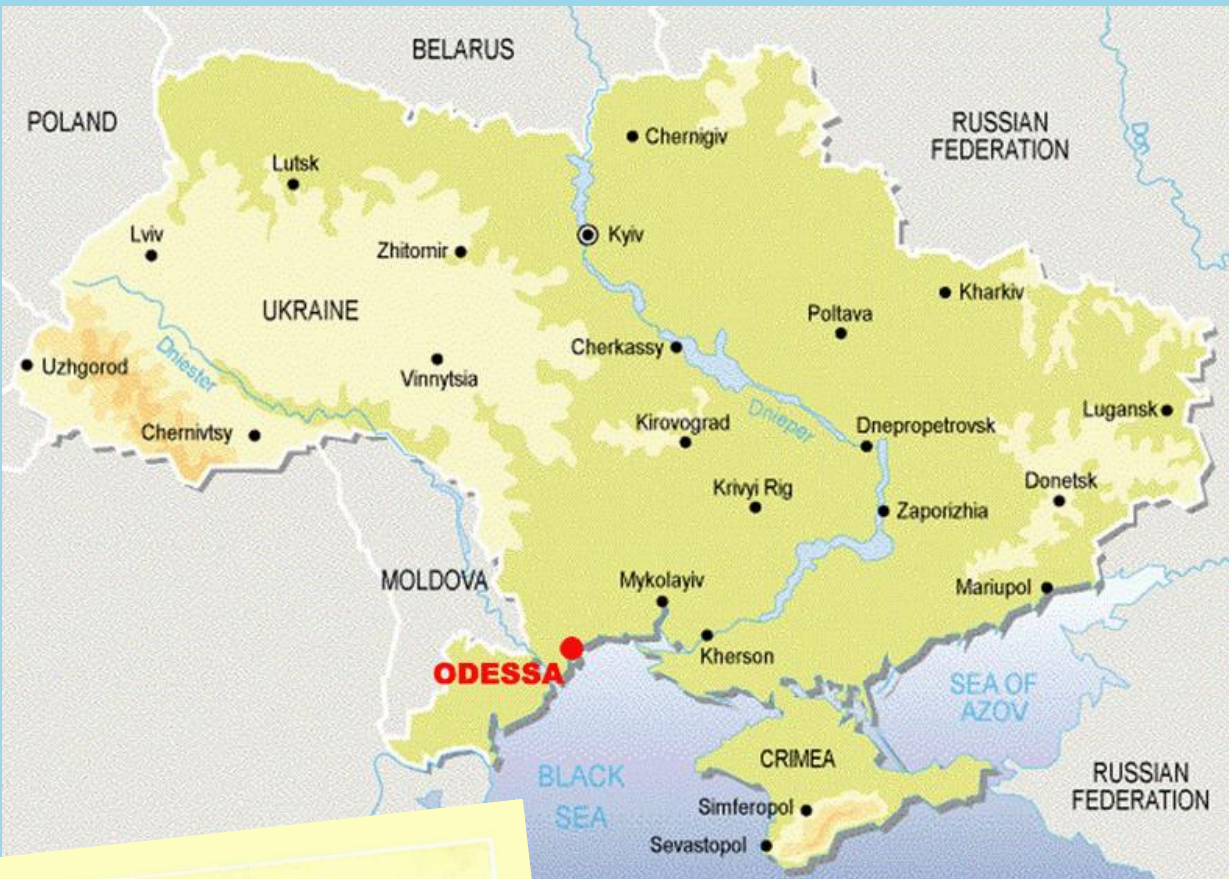 BELARUS
POLAND
RUSSIAN
FEDERATION
Don
Chernigiv
Lutsk
Lviv
Zhitomir
Kyiv
UKRAINE
Kharkiv
Poltava
Cherkassy
Uzhgorod
Dniester
Vinnytsia
Dnieper
Kirovograd
Dnepropetrovsk
Lugansk
Chernivtsy
Krivyi Rig
Donetsk
Zaporizhia
MOLDOVA
Mykolayiv
Mariupol
Kherson
ODESSA
SEA OF
AZOV
CRIMEA
BLACK
SEA
RUSSIAN
FEDERATION
Simferopol
Sevastopol